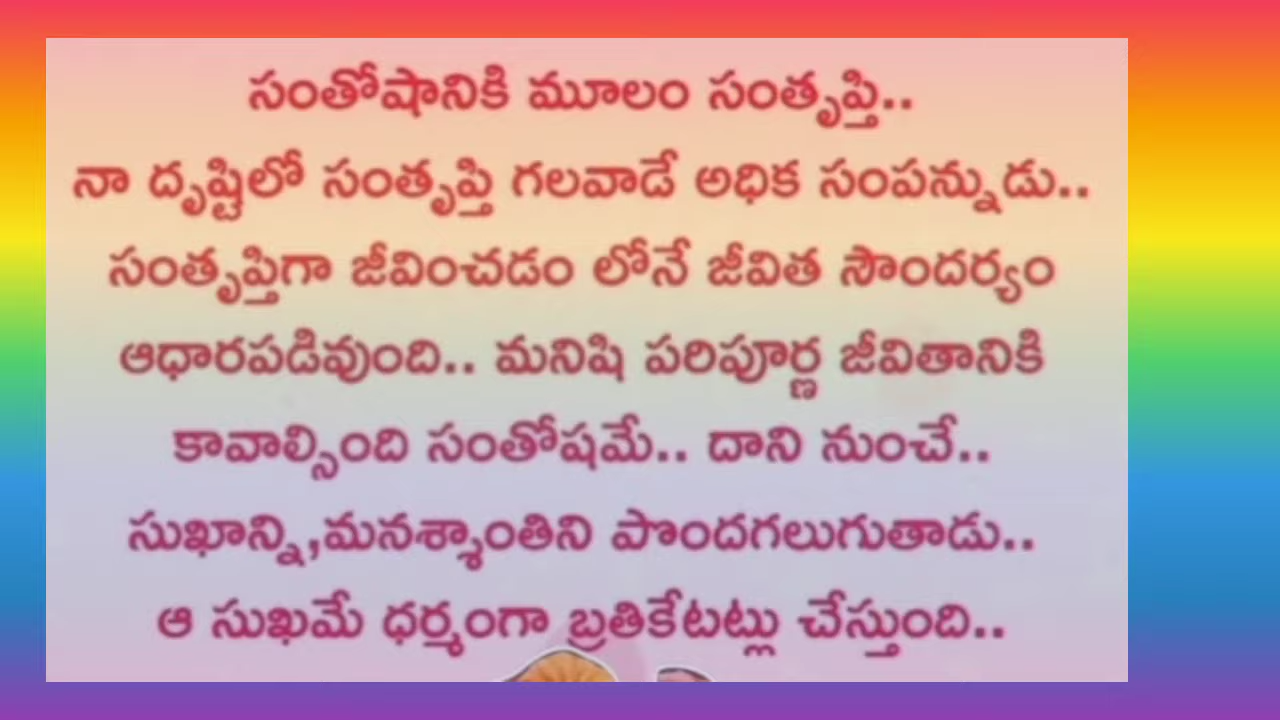 సంతోషానికి మూలం సంతృప్తి..
నా దృష్టిలో సంతృప్తి గలవాడే అధిక సంపన్నుడు..
సంతృప్తిగా జీవించడం లోనే జీవిత సౌందర్యం
ఆధారపడివుంది.. మనిషి పరిపూర్ణ జీవితానికి
కావాల్సింది సంతోషమే.. దాని నుంచే..
సుఖాన్ని,మనశ్శాంతిని పొందగలుగుతాడు..
ఆ సుఖమే ధర్మంగా బ్రతికేటట్లు చేస్తుంది..